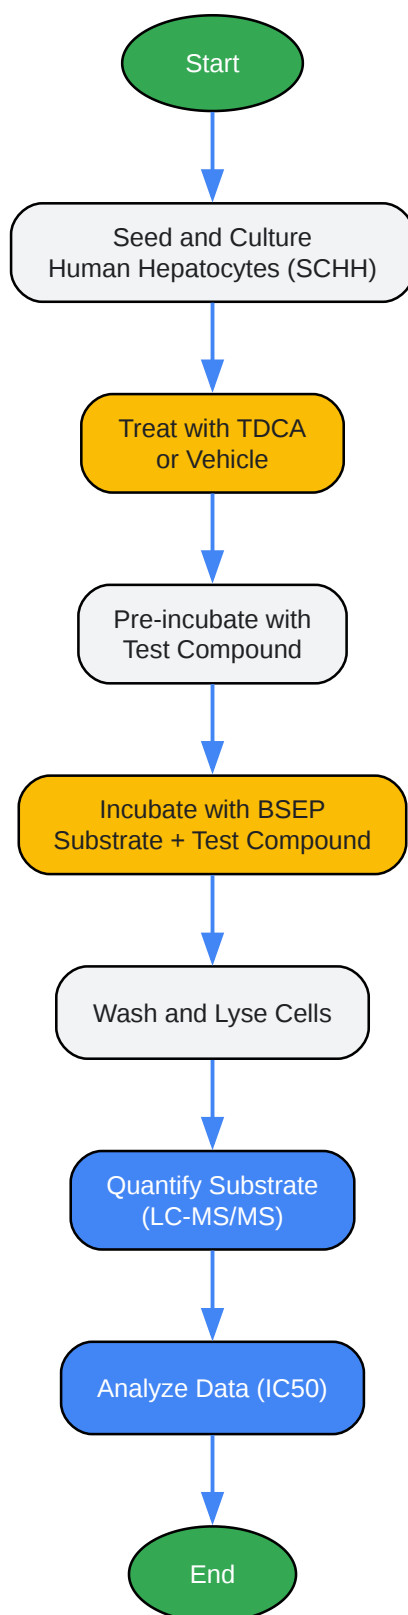 Start
Seed and Culture
Human Hepatocytes (SCHH)
Treat with TDCA
or Vehicle
Pre-incubate with
Test Compound
Incubate with BSEP
Substrate + Test Compound
Wash and Lyse Cells
Quantify Substrate
(LC-MS/MS)
Analyze Data (IC50)
End